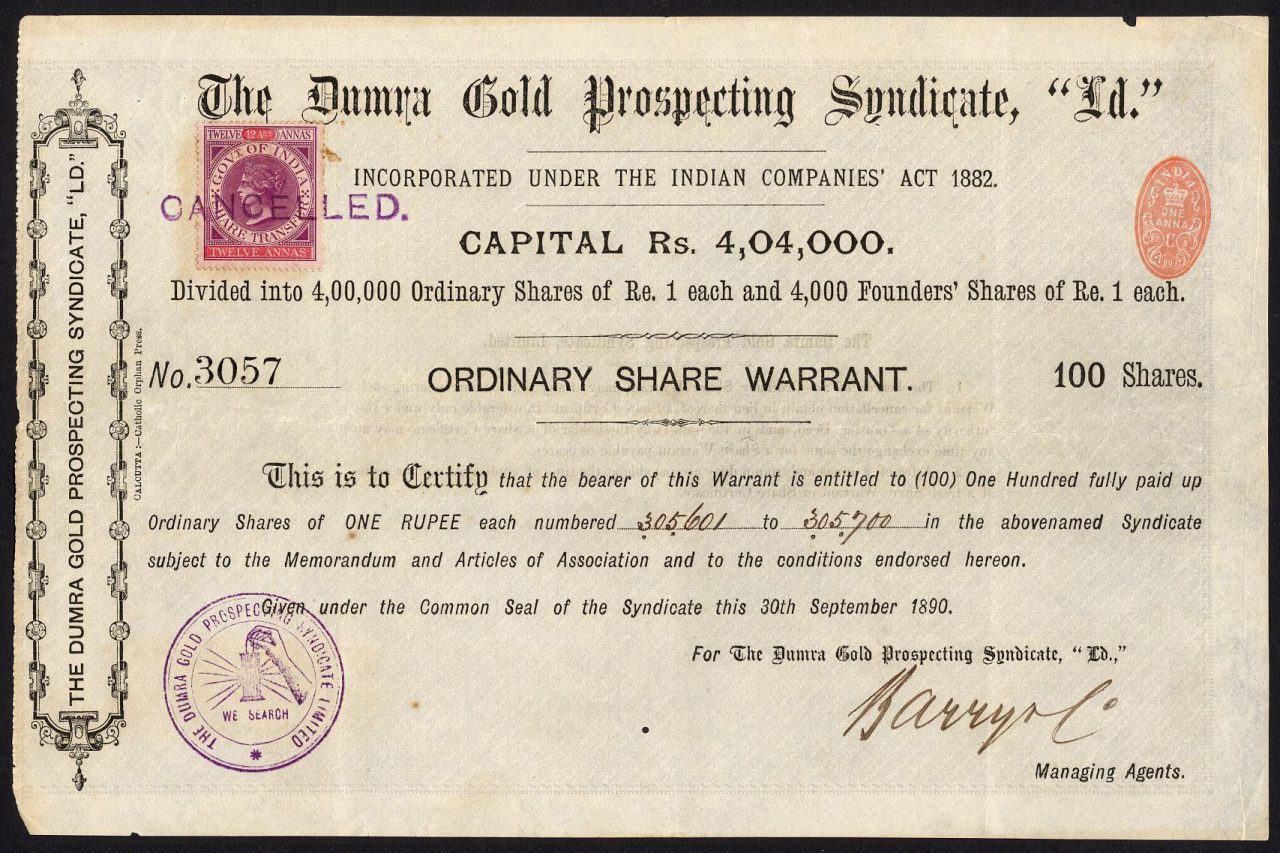 The Dumra Gold Prospecting Syndicate, "Ld."
TWELVE 12 AS ANNAS
GOVT OF INDIA
SHARE TRANSFER
TWELVE ANNAS
CANCELLED.
INCORPORATED UNDER THE INDIAN COMPANIES' ACT 1882.
INDIA
ONE
ANNA
C
CAPITAL Rs. 4,04,000.
Divided into 4,00,000 Ordinary Shares of Re. 1 each and 4,000 Founders' Shares of Re. 1 each.
No. 3057
ORDINARY SHARE WARRANT.
100 Shares.
This is to Certify that the bearer of this Warrant is entitled to (100) One Hundred fully paid up
Ordinary Shares of ONE RUPEE each numbered 305601 to 305700 in the abovenamed Syndicate
subject to the Memorandum and Articles of Association and to the conditions endorsed hereon.
Given under the Common Seal of the Syndicate this 30th September 1890.
For The Dumra Gold Prospecting Syndicate, "Ld.,"
Barry & Co
Managing Agents.
THE DUMRA GOLD PROSPECTING SYNDICATE LIMITED
WE SEARCH
THE DUMRA GOLD PROSPECTING SYNDICATE, "LD."
CALCUTTA:—Catholic Orphan Press.